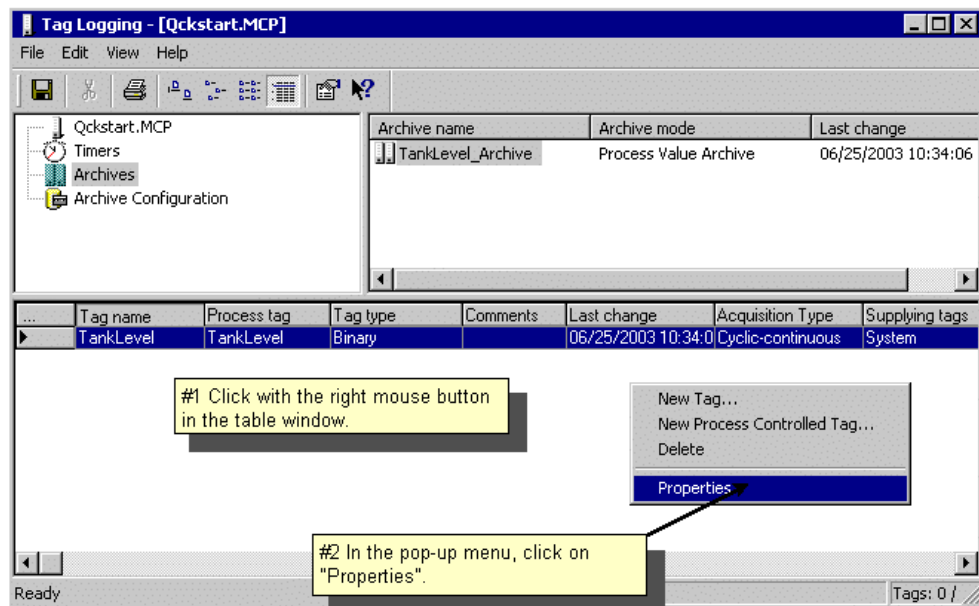 Tag Logging - [Qckstart.MCP]
File Edit View Help
Qckstart.MCP
Timers
Archives
Archive Configuration
Archive name Archive mode Last change
TankLevel_Archive Process Value Archive 06/25/2003 10:34:06
... Tag name Process tag Tag type Comments Last change Acquisition Type Supplying tags
TankLevel TankLevel Binary 06/25/2003 10:34:0 Cyclic-continuous System
#1 Click with the right mouse button
in the table window.
New Tag...
New Process Controlled Tag...
Delete
Properties
#2 In the pop-up menu, click on
"Properties".
Ready Tags: 0 /